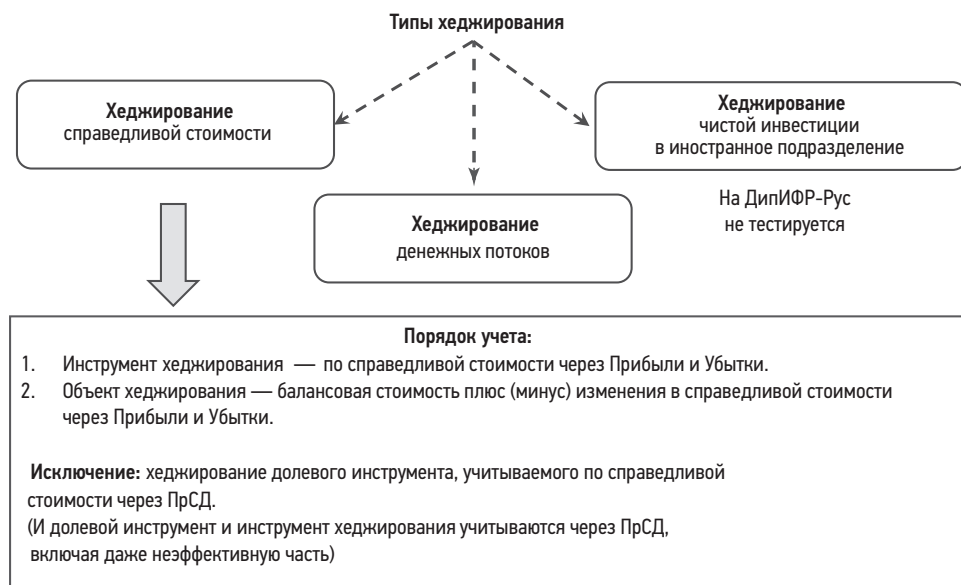 Типы хеджирования
Хеджирование
справедливой стоимости
Хеджирование
чистой инвестиции
в иностранное подразделение
На ДипИФР-Рус
не тестируется
Хеджирование
денежных потоков
Порядок учета:
1. Инструмент хеджирования — по справедливой стоимости через Прибыли и Убытки.
2. Объект хеджирования — балансовая стоимость плюс (минус) изменения в справедливой стоимости
через Прибыли и Убытки.
Исключение: хеджирование долевого инструмента, учитываемого по справедливой
стоимости через ПрСД.
(И долевой инструмент и инструмент хеджирования учитываются через ПрСД,
включая даже неэффективную часть)